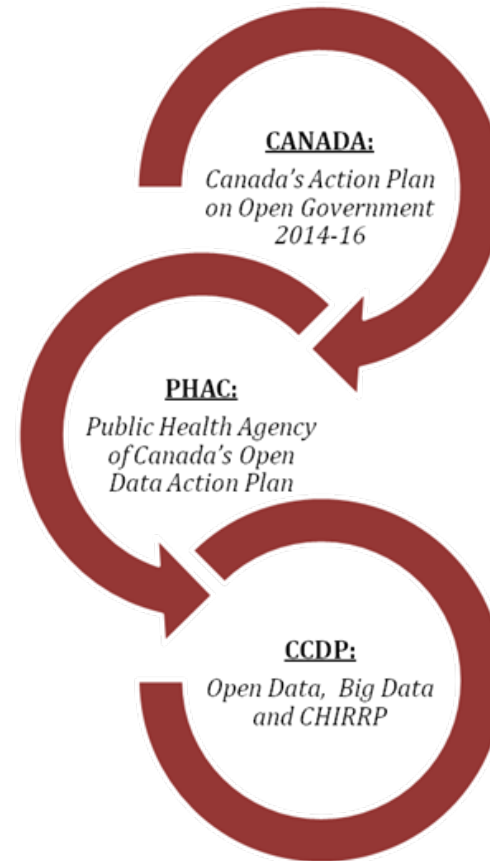 CANADA:
Canada's Action Plan
on Open Government
2014-16
PHAC:
Public Health Agency
of Canada's Open
Data Action Plan
CCDP:
Open Data, Big Data
and CHIRRP